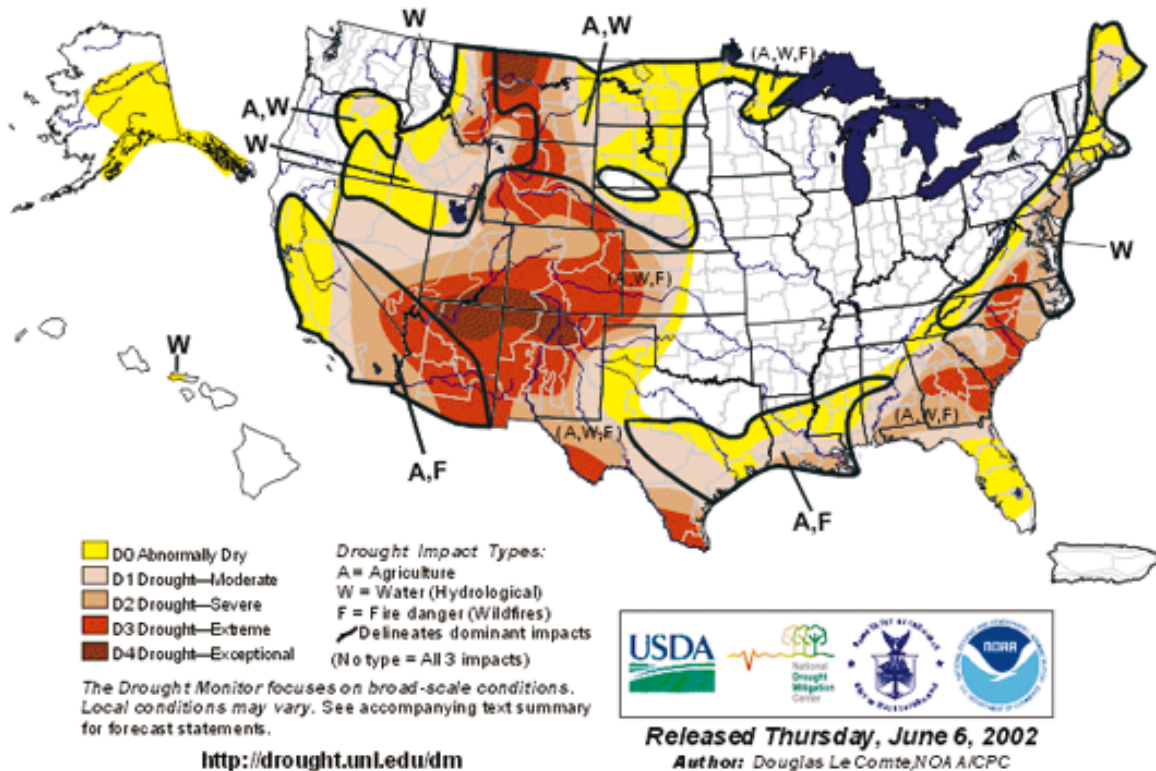 W
A,W
(A,W,F)
A,W
W
W
W
(A,W,F)
(A,W,F)
(A,W,F)
A,F
A,F
D0 Abnormally Dry
D1 Drought—Moderate
D2 Drought—Severe
D3 Drought—Extreme
D4 Drought—Exceptional
Drought Impact Types:
A = Agriculture
W = Water (Hydrological)
F = Fire danger (Wildfires)
Delineates dominant impacts
(No type = All 3 impacts)
The Drought Monitor focuses on broad-scale conditions.
Local conditions may vary. See accompanying text summary
for forecast statements.
http://drought.unl.edu/dm
USDA
National
Drought
Mitigation
Center
NOAA
Released Thursday, June 6, 2002
Author: Douglas Le Comte,NOAA/CPC